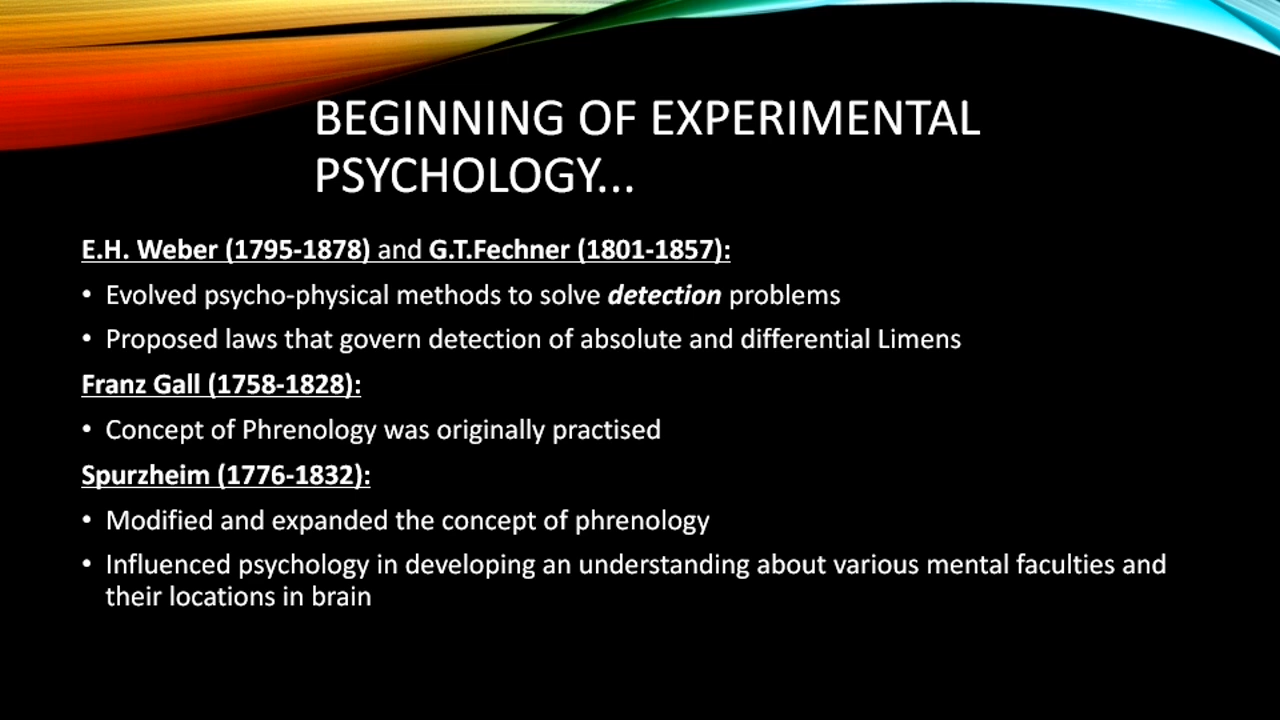 BEGINNING OF EXPERIMENTAL
PSYCHOLOGY...
E.H. Weber (1795-1878) and G.T.Fechner (1801-1857):
• Evolved psycho-physical methods to solve detection problems
• Proposed laws that govern detection of absolute and differential Limens
Franz Gall (1758-1828):
• Concept of Phrenology was originally practised
Spurzheim (1776-1832):
• Modified and expanded the concept of phrenology
• Influenced psychology in developing an understanding about various mental faculties and
their locations in brain